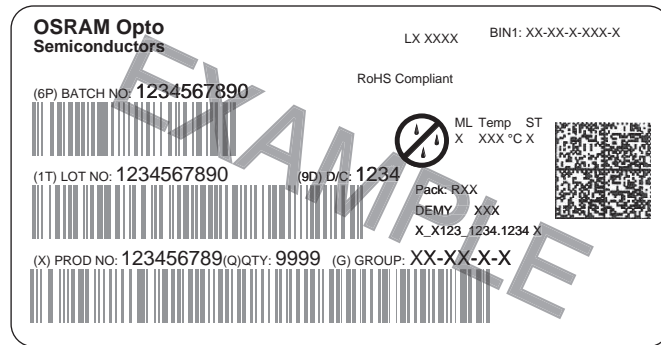 OSRAM Opto
Semiconductors
LX XXXX
BIN1: XX-XX-X-XXX-X
RoHS Compliant
(6P) BATCH NO: 1234567890
ML Temp ST
X XXX °C X
(1T) LOT NO: 1234567890 (9D) D/C: 1234
Pack: RXX
DEMY XXX
X_X123_1234.1234 X
(X) PROD NO: 123456789(Q)QTY: 9999 (G) GROUP: XX-XX-X-X
EXAMPLE